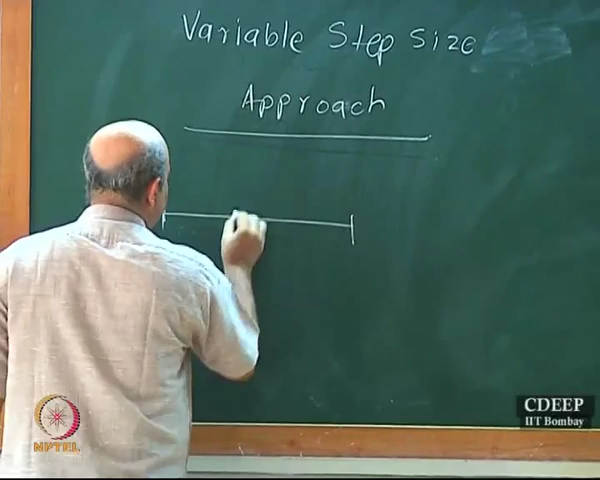 Variable Step Size
Approach
NPTEL
CDEEP
IIT Bombay